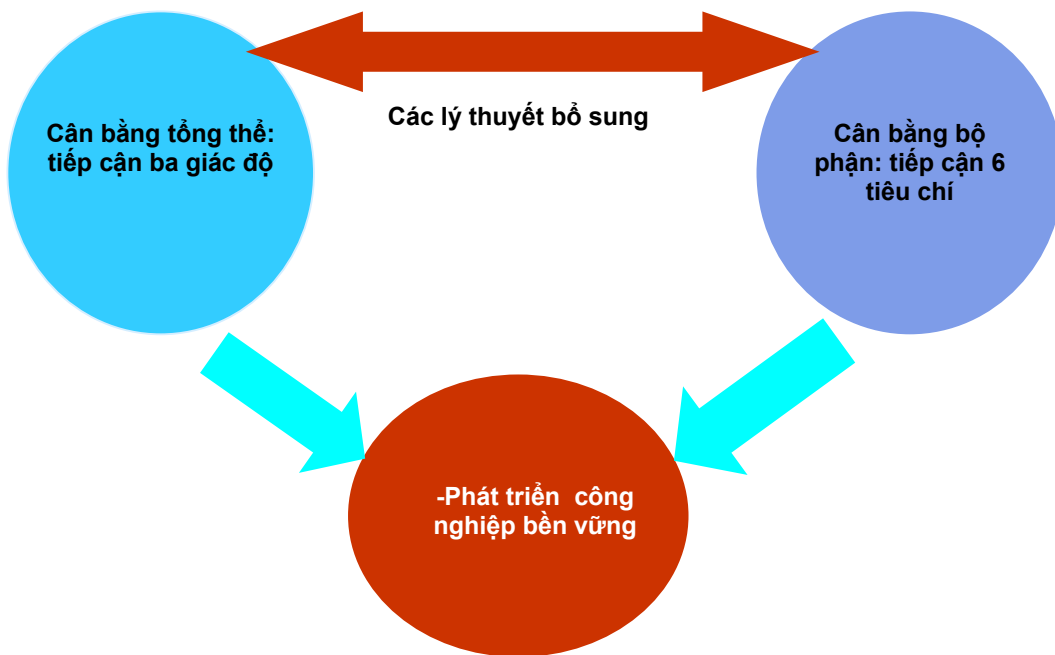 Các lý thuyết bổ sung
Cân bằng tổng thể:
tiếp cận ba giác độ
Cân bằng bộ
phận: tiếp cận 6
tiêu chí
-Phát triển công
nghiệp bền vững